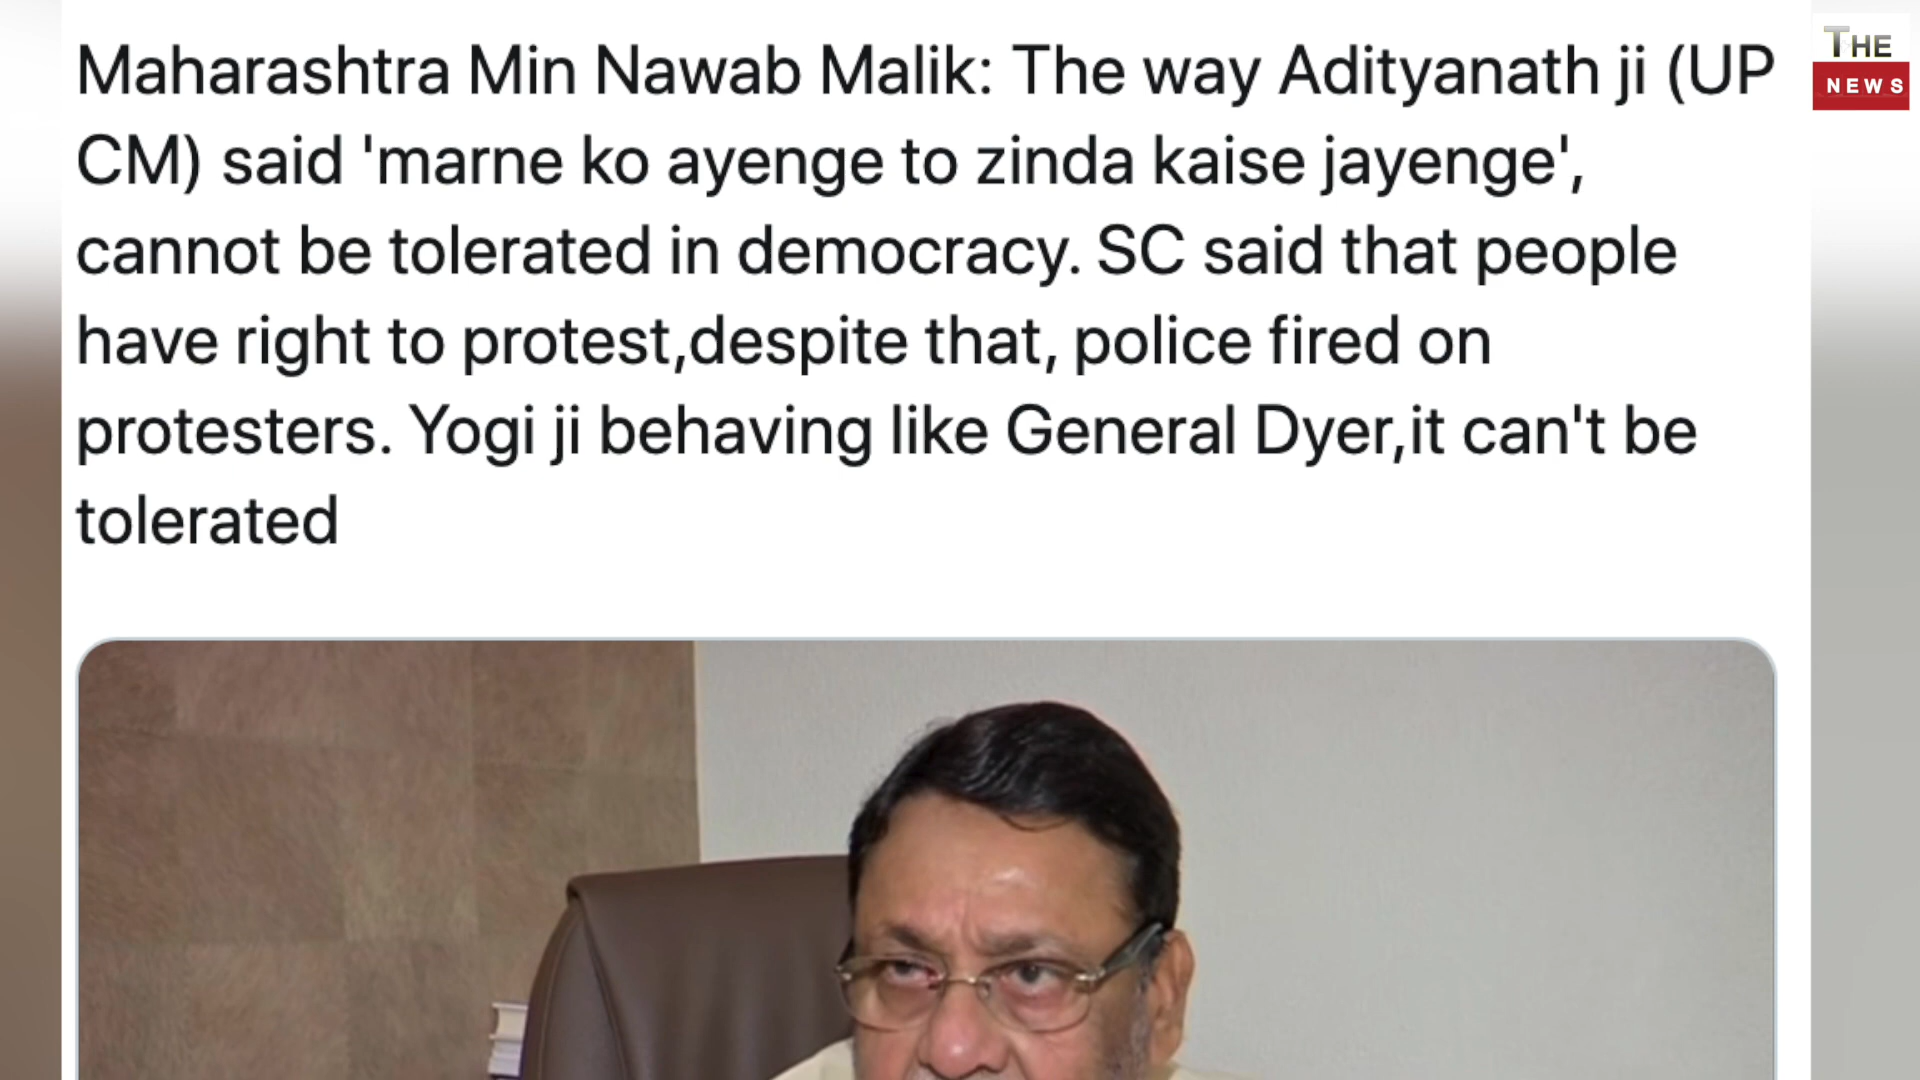 Maharashtra Min Nawab Malik: The way Adityanath ji (UP
CM) said 'marne ko ayenge to zinda kaise jayenge',
cannot be tolerated in democracy. SC said that people
have right to protest,despite that, police fired on
protesters. Yogi ji behaving like General Dyer,it can't be
tolerated
THE
NEWS